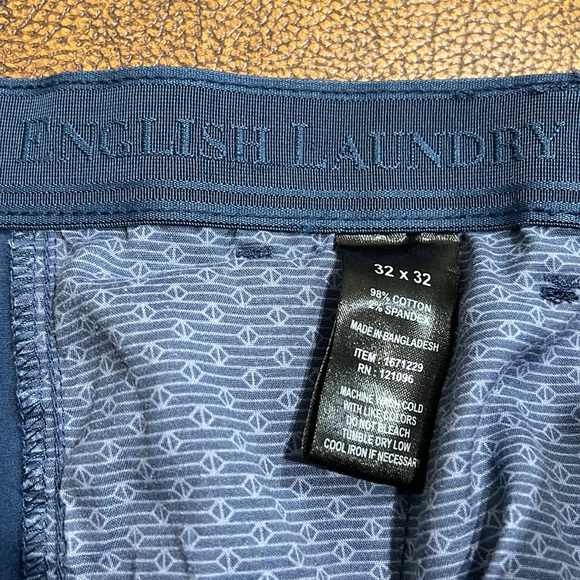 ENGLISH LAUNDRY
32 x 32
98% COTTON
2% SPANDEX
MADE IN BANGLADESH
ITEM : 1671229
RN : 121096
MACHINE WASH COLD
WITH LIKE COLORS
DO NOT BLEACH
TUMBLE DRY LOW
COOL IRON IF NECESSARY